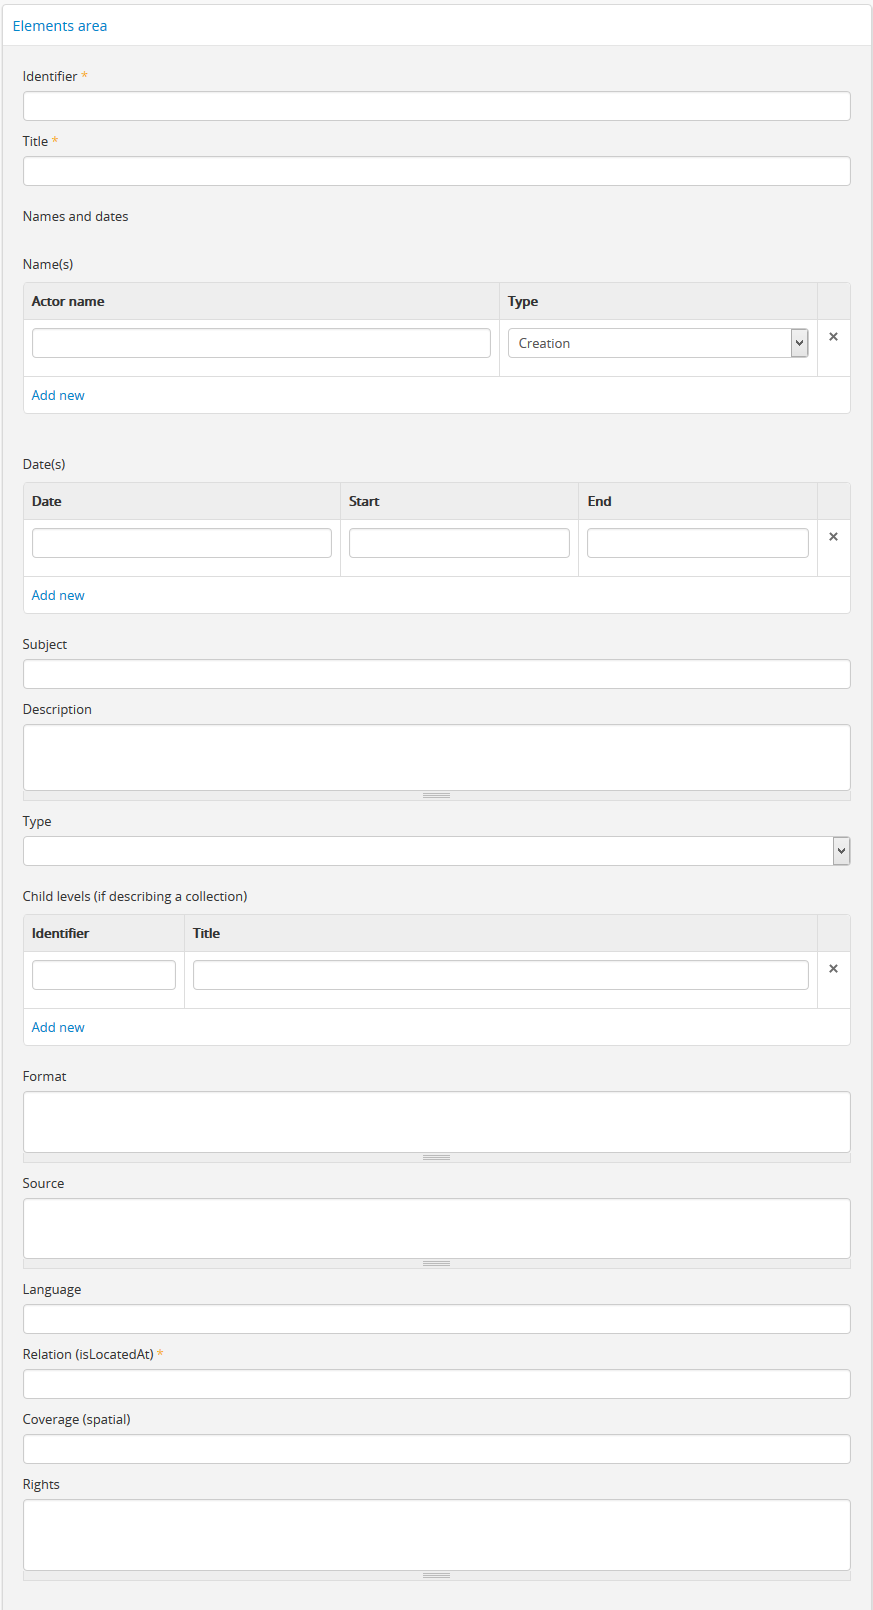 Elements area
Identifier *
Title *
Names and dates
Name(s)
Actor name Type
Creation
Add new
Date(s)
Date Start End
Add new
Subject
Description
Type
Child levels (if describing a collection)
Identifier Title
Add new
Format
Source
Language
Relation (isLocatedAt) *
Coverage (spatial)
Rights